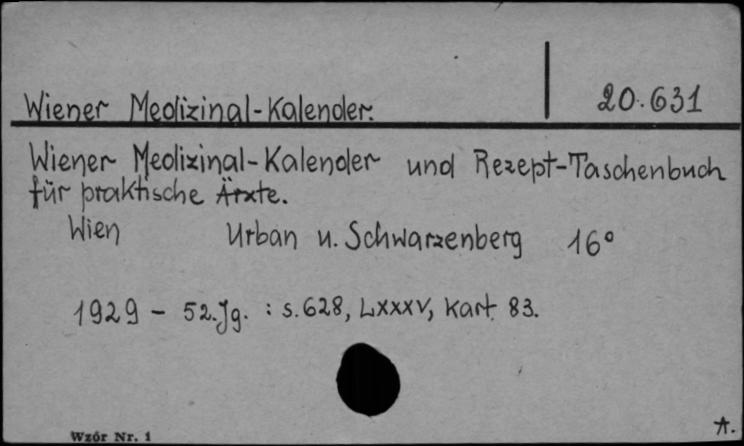 Wiener Medizinal-Kalender. 20.631
Wiener Medizinal-Kalender und Rezept-Taschenbuch
für praktische Ärzte.
Wien Urban u. Schwarzenberg 16°
1929 - 52.Jg. : s.628, LXXXV, Kart 83.
Wzór Nr. 1
A.